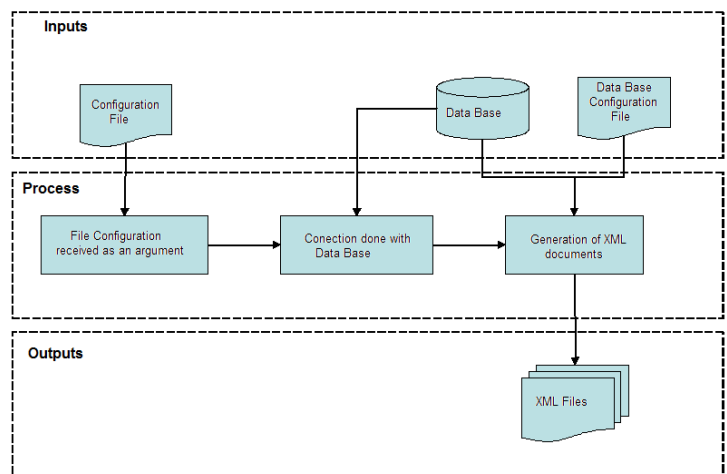 Inputs
Configuration
File
Data Base
Data Base
Configuration
File
Process
File Configuration
received as an argument
Conection done with
Data Base
Generation of XML
documents
Outputs
XML Files